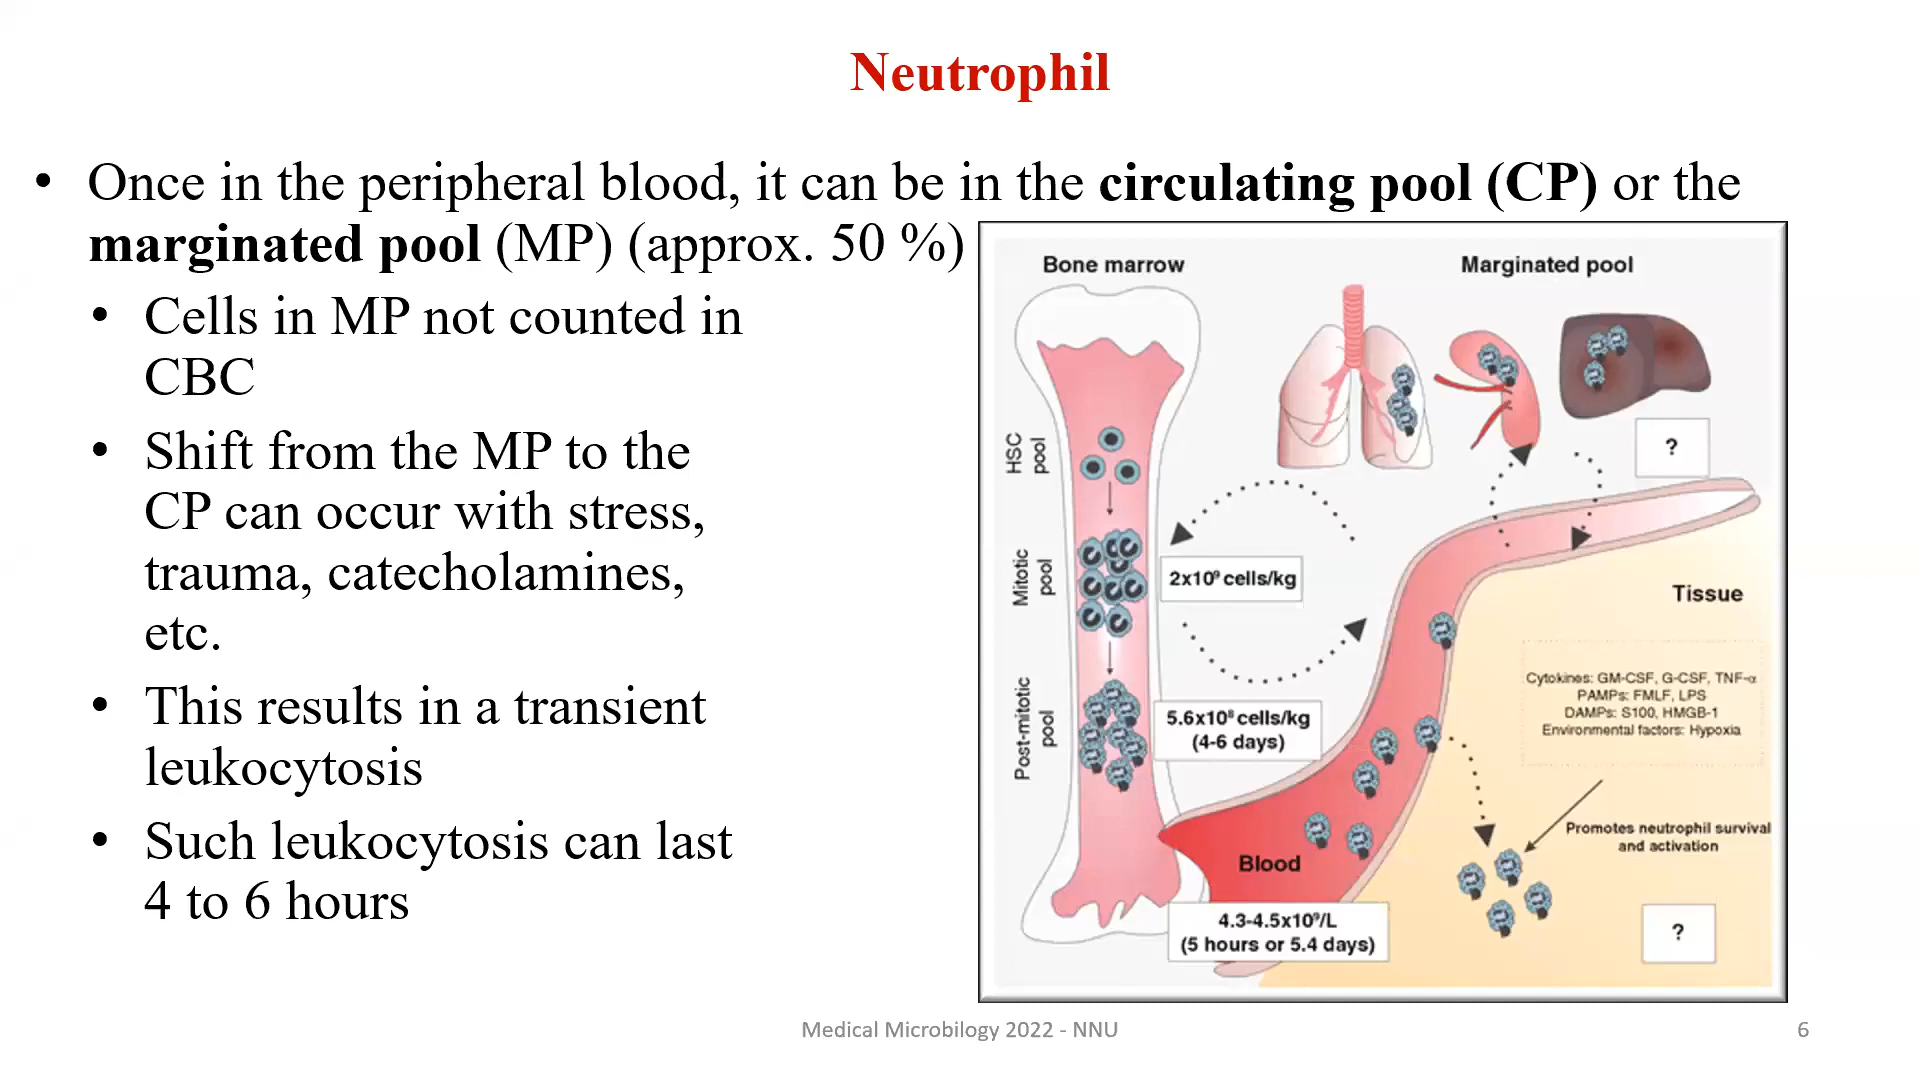 Neutrophil
• Once in the peripheral blood, it can be in the circulating pool (CP) or the
marginated pool (MP) (approx. 50 %)
• Cells in MP not counted in
CBC
• Shift from the MP to the
CP can occur with stress,
trauma, catecholamines,
etc.
• This results in a transient
leukocytosis
• Such leukocytosis can last
4 to 6 hours
Bone marrow
Marginated pool
HSC
pool
?
Mitotic
pool
2x10⁹ cells/kg
Tissue
Post-mitotic
pool
5.6x10⁸ cells/kg
(4-6 days)
Cytokines: GM-CSF, G-CSF, TNF-α
PAMPs: FMLF, LPS
DAMPs: S100, HMGB-1
Environmental factors: Hypoxia
Promotes neutrophil survival
and activation
Blood
4.3-4.5x10⁹/L
(5 hours or 5.4 days)
?
Medical Microbilogy 2022 - NNU
6